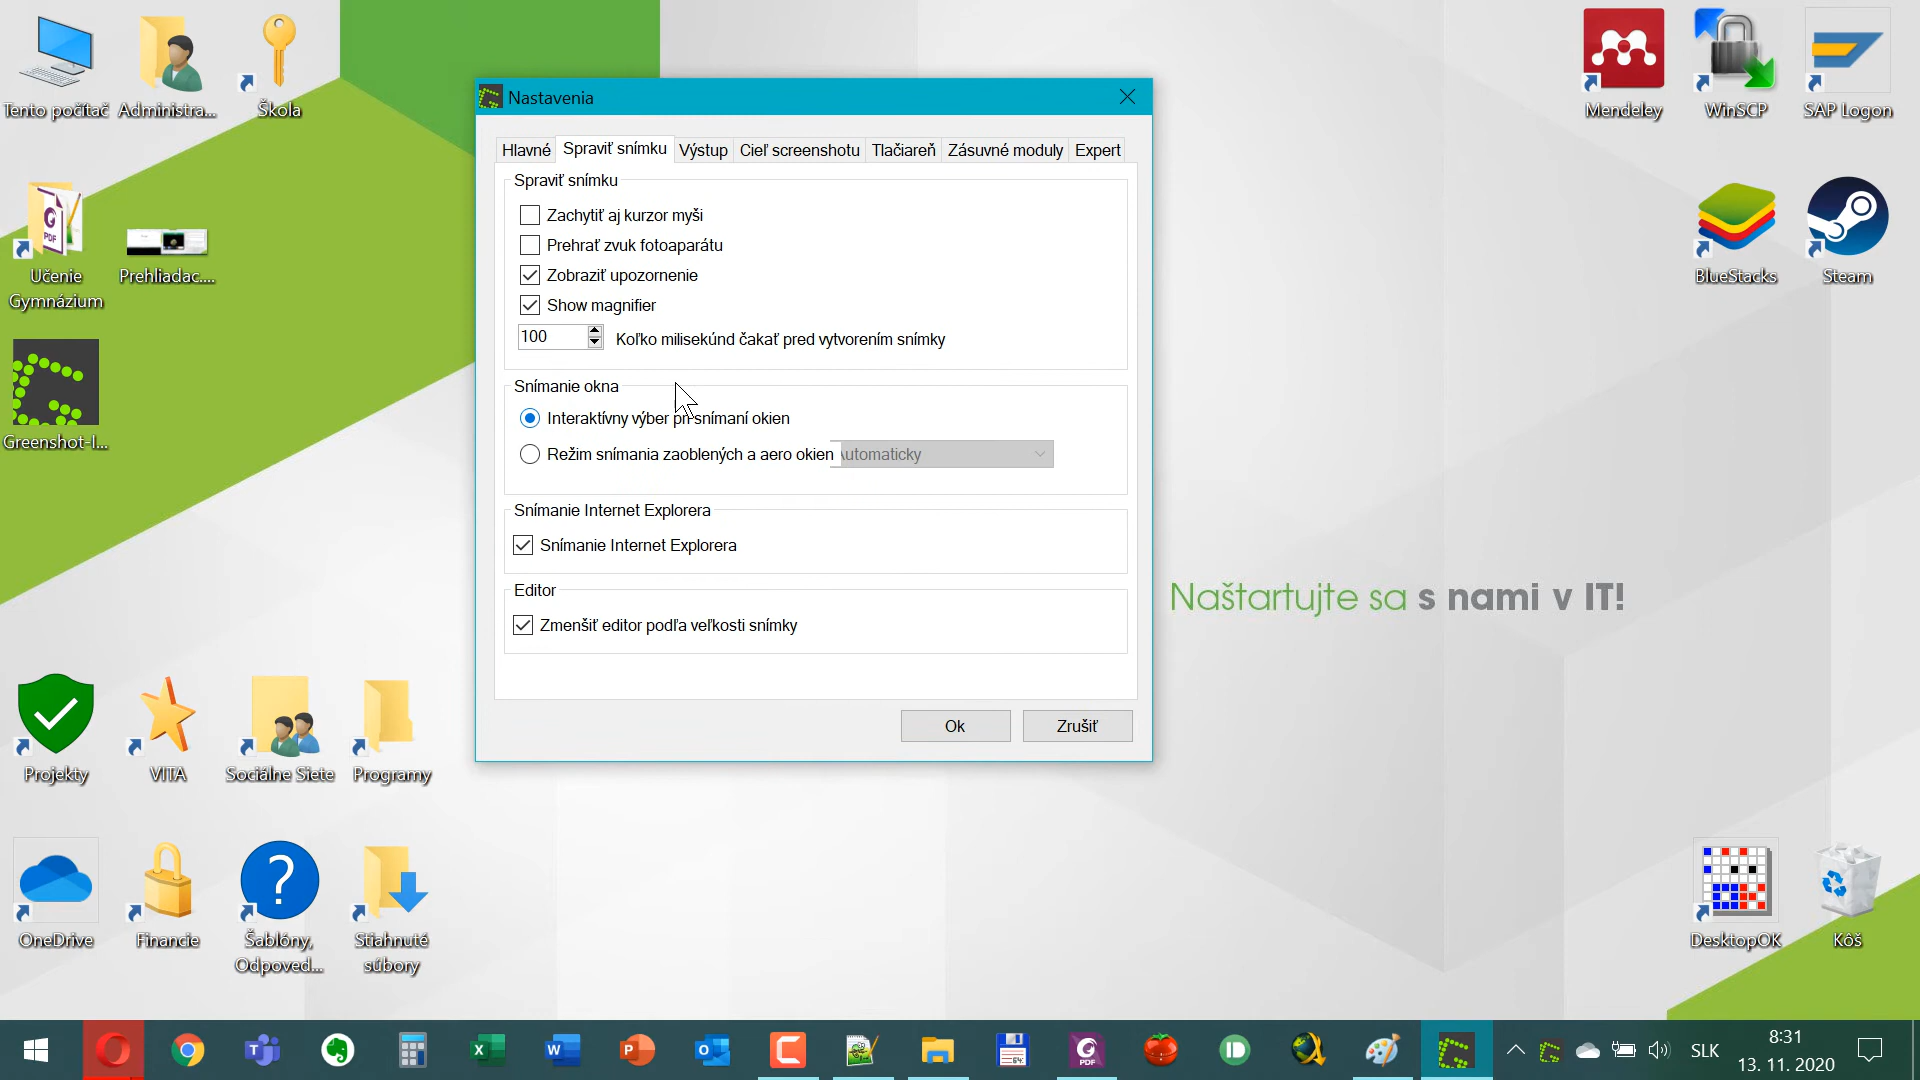 Tento počítač
Administra...
Škola
Mendeley
WinSCP
SAP Logon
Učenie
Gymnázium
Prehliadac....
BlueStacks
Steam
Greenshot-I...
Nastavenia
Hlavné
Spraviť snímku
Výstup
Cieľ screenshotu
Tlačiareň
Zásuvné moduly
Expert
Spraviť snímku
Zachytiť aj kurzor myši
Prehrať zvuk fotoaparátu
Zobraziť upozornenie
Show magnifier
100
Koľko milisekúnd čakať pred vytvorením snímky
Snímanie okna
Interaktívny výber pri snímaní okien
Režim snímania zaoblených a aero okien
Automaticky
Snímanie Internet Explorera
Snímanie Internet Explorera
Editor
Zmenšiť editor podľa veľkosti snímky
Ok
Zrušiť
Naštartujte sa s nami v IT!
Projekty
VITA
Sociálne Siete
Programy
OneDrive
Financie
Šablóny,
Odpoved...
Stiahnuté
súbory
DesktopOK
Kôš
SLK
8:31
13. 11. 2020